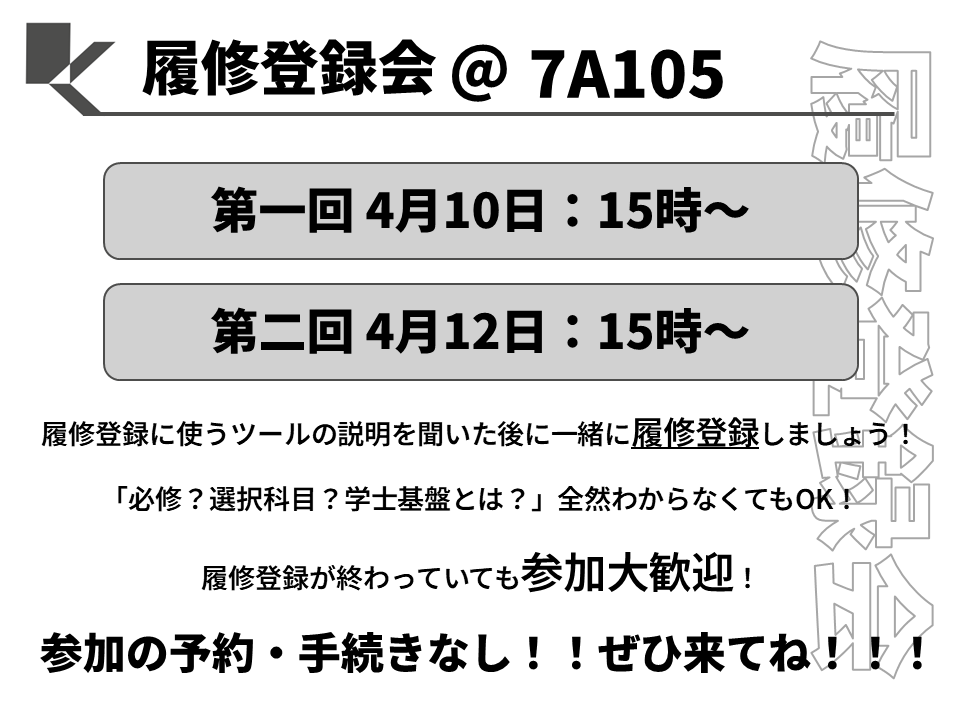 履修登録会 @ 7A105
第一回 4月10日：15時～
第二回 4月12日：15時～
履修登録に使うツールの説明を聞いた後に一緒に履修登録しましょう！
「必修？選択科目？学士基盤とは？」全然わからなくてもOK！
履修登録が終わっていても参加大歓迎！
参加の予約・手続きなし！！ぜひ来てね！！！
履修登録会